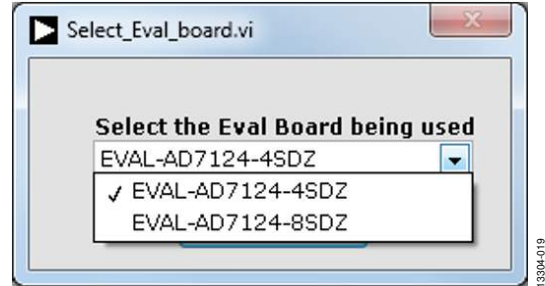 Select_Eval_board.vi
Select the Eval Board being used
EVAL-AD7124-4SDZ
✓ EVAL-AD7124-4SDZ
EVAL-AD7124-8SDZ
13304-019